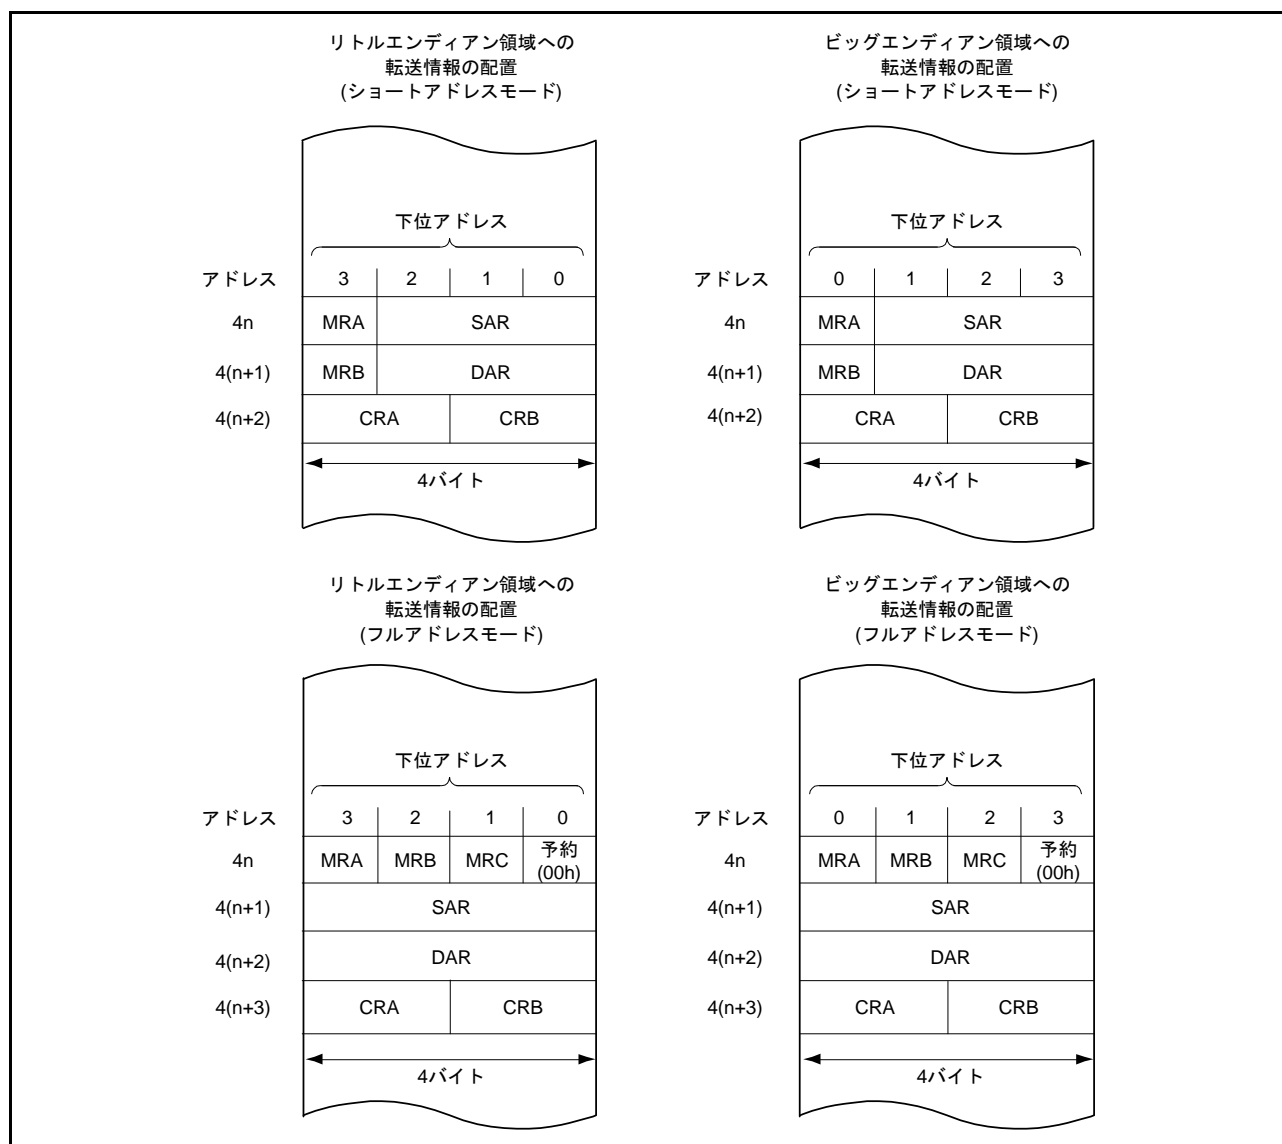 リトルエンディアン領域への
転送情報の配置
(ショートアドレスモード)
下位アドレス
アドレス 3 2 1 0
4n MRA SAR
4(n+1) MRB DAR
4(n+2) CRA CRB
4バイト
ビッグエンディアン領域への
転送情報の配置
(ショートアドレスモード)
下位アドレス
アドレス 0 1 2 3
4n MRA SAR
4(n+1) MRB DAR
4(n+2) CRA CRB
4バイト
リトルエンディアン領域への
転送情報の配置
(フルアドレスモード)
下位アドレス
アドレス 3 2 1 0
4n MRA MRB MRC 予約
(00h)
4(n+1) SAR
4(n+2) DAR
4(n+3) CRA CRB
4バイト
ビッグエンディアン領域への
転送情報の配置
(フルアドレスモード)
下位アドレス
アドレス 0 1 2 3
4n MRA MRB MRC 予約
(00h)
4(n+1) SAR
4(n+2) DAR
4(n+3) CRA CRB
4バイト